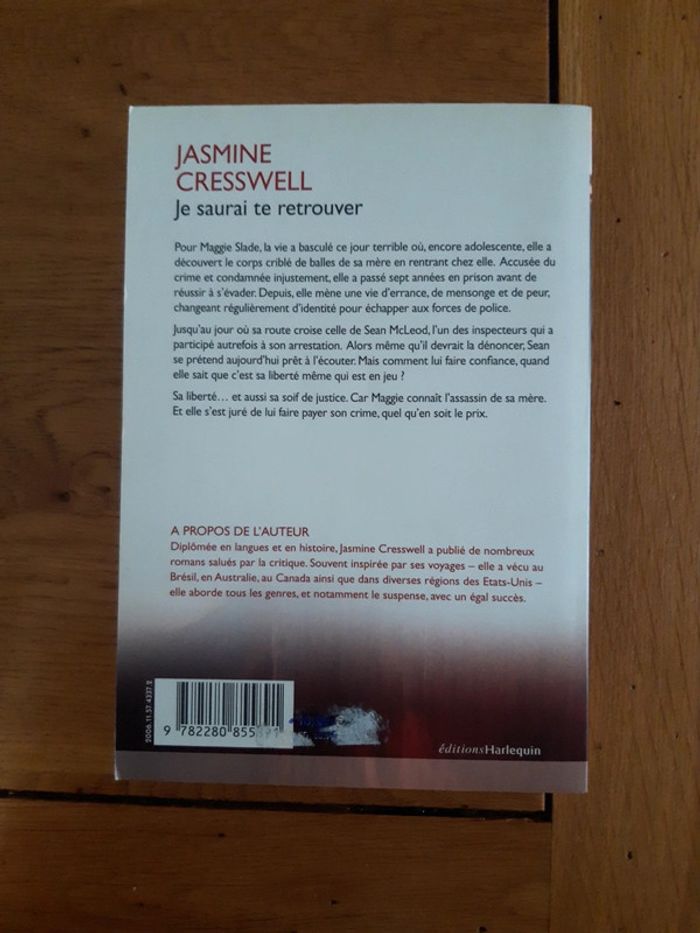 JASMINE
CRESSWELL
Je saurai te retrouver
Pour Maggie Slade, la vie a basculé ce jour terrible où, encore adolescente, elle a
découvert le corps criblé de balles de sa mère en rentrant chez elle. Accusée du
crime et condamnée injustement, elle a passé sept années en prison avant de
réussir à s'évader. Depuis, elle mène une vie d'errance, de mensonge et de peur,
changeant régulièrement d'identité pour échapper aux forces de police.
Jusqu'au jour où sa route croise celle de Sean McLeod, l'un des inspecteurs qui a
participé autrefois à son arrestation. Alors même qu'il devrait la dénoncer, Sean
se prétend aujourd'hui prêt à l'écouter. Mais comment lui faire confiance, quand
elle sait que c'est sa liberté même qui est en jeu ?
Sa liberté… et aussi sa soif de justice. Car Maggie connaît l'assassin de sa mère.
Et elle s'est juré de lui faire payer son crime, quel qu'en soit le prix.
A PROPOS DE L'AUTEUR
Diplômée en langues et en histoire, Jasmine Cresswell a publié de nombreux
romans salués par la critique. Souvent inspirée par ses voyages – elle a vécu au
Brésil, en Australie, au Canada ainsi que dans diverses régions des Etats-Unis –
elle aborde tous les genres, et notamment le suspense, avec un égal succès.
2006.11.57.4337.2
9 782280 855
éditionsHarlequin